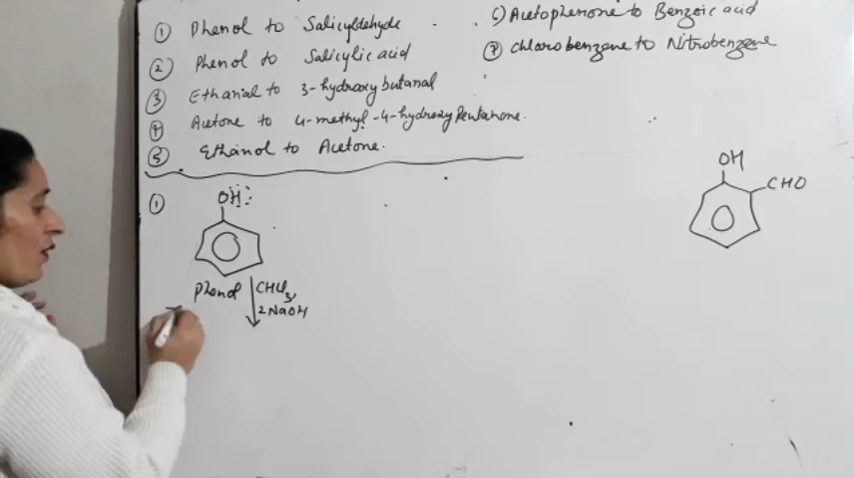 ① Phenol to Salicyldehyde
② Phenol to Salicylic acid
③ Ethanal to 3-hydroxy butanal
④ Acetone to 4-methyl-4-hydroxy Pentanone.
⑤ Ethanol to Acetone.
6) Acetophenone to Benzoic acid
⑦ Chlorobenzene to Nitrobenzene
①
OH
Phenol
CHCl3,
2NaOH
OH
CHO